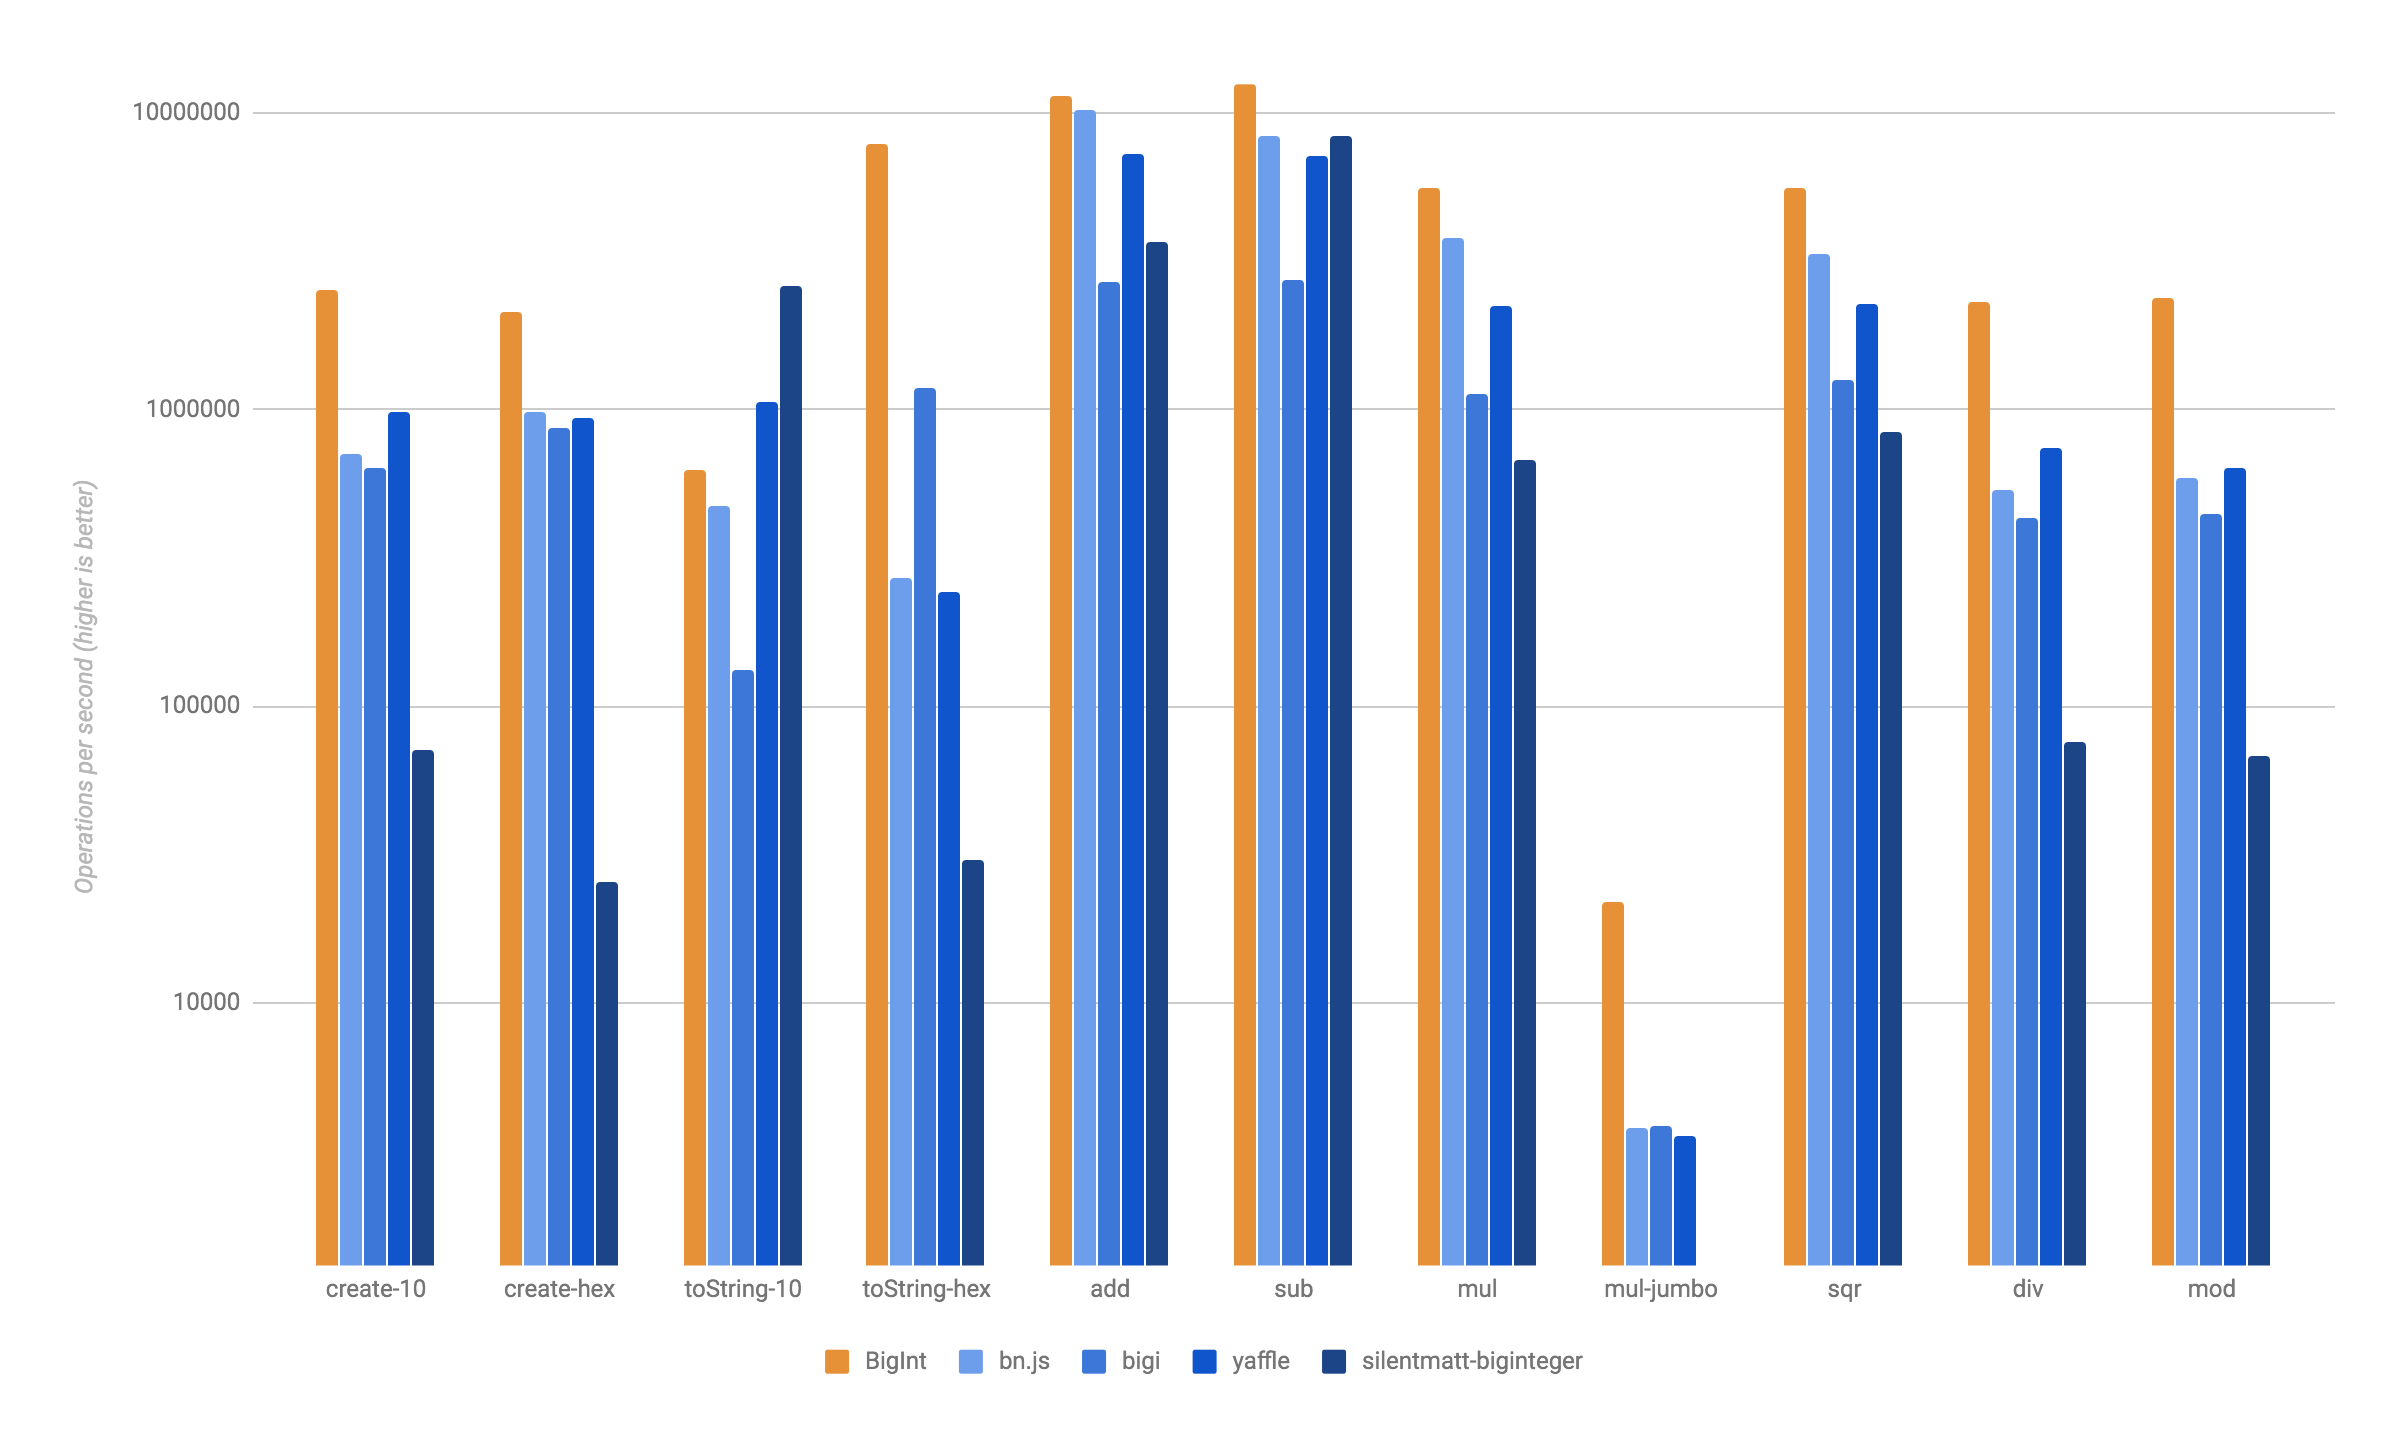 10000000
1000000
100000
10000
Operations per second (higher is better)
create-10 create-hex toString-10 toString-hex add sub mul mul-jumbo sqr div mod
BigInt bn.js bigi yaffle silentmatt-biginteger